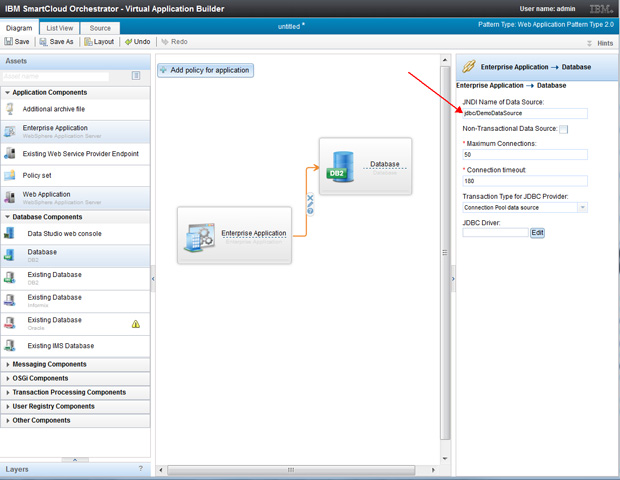 IBM SmartCloud Orchestrator - Virtual Application Builder
User name: admin
IBM.
Diagram
List View
Source
untitled *
Pattern Type: Web Application Pattern Type 2.0
Save
Save As
Layout
Undo
Redo
Hints
Assets
Asset name
Application Components
Additional archive file
Enterprise Application
WebSphere Application Server
Existing Web Service Provider Endpoint
Policy set
Web Application
WebSphere Application Server
Database Components
Data Studio web console
Database
DB2
Existing Database
DB2
Existing Database
Informix
Existing Database
Oracle
Existing IMS Database
Messaging Components
OSGi Components
Transaction Processing Components
User Registry Components
Other Components
Layers
?
Add policy for application
DB2
Database
Database
Enterprise Application
Enterprise Application
Enterprise Application → Database
Enterprise Application → Database
JNDI Name of Data Source:
jdbc/DemoDataSource
Non-Transactional Data Source:
* Maximum Connections:
50
* Connection timeout:
180
Transaction Type for JDBC Provider:
Connection Pool data source
JDBC Driver:
Edit